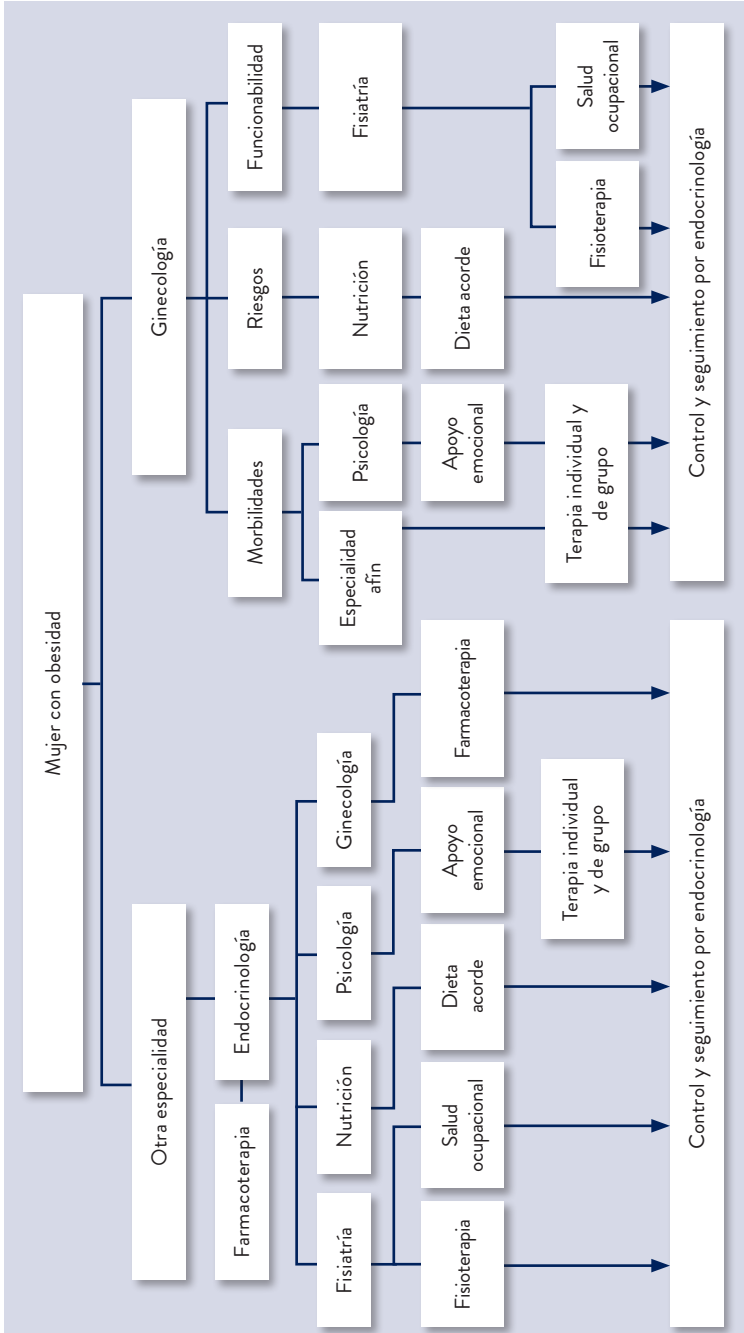 Mujer con obesidad
Otra especialidad
Ginecología
Farmacoterapia
Endocrinología
Morbilidades
Riesgos
Funcionabilidad
Fisiatría
Nutrición
Psicología
Ginecología
Especialidad
afín
Psicología
Nutrición
Fisiatría
Fisioterapia
Salud
ocupacional
Dieta
acorde
Apoyo
emocional
Farmacoterapia
Apoyo
emocional
Dieta acorde
Terapia individual
y de grupo
Terapia individual y
de grupo
Fisioterapia
Salud
ocupacional
Control y seguimiento por endocrinología
Control y seguimiento por endocrinología